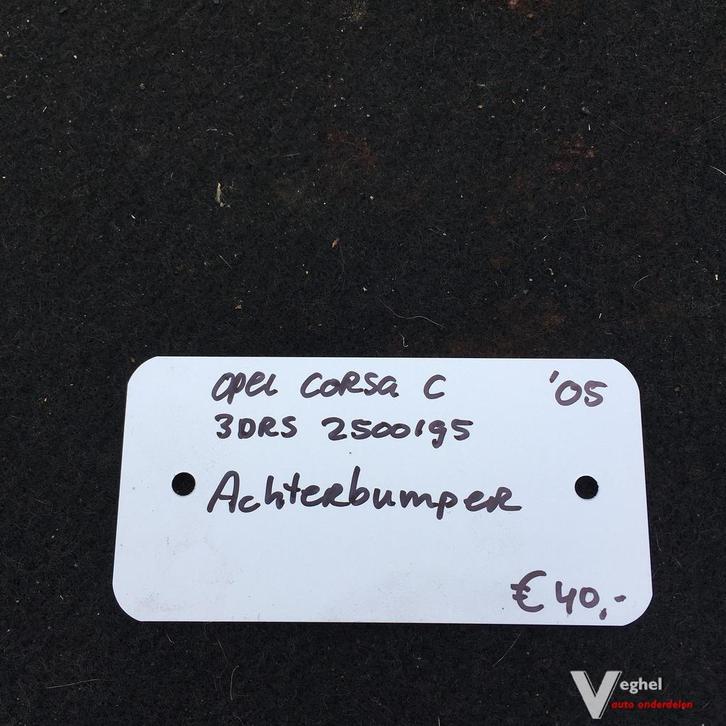 Opel Corsa C '05
3DRS 2500195
Achterbumper
€ 40,-
Veghel
auto onderdelen